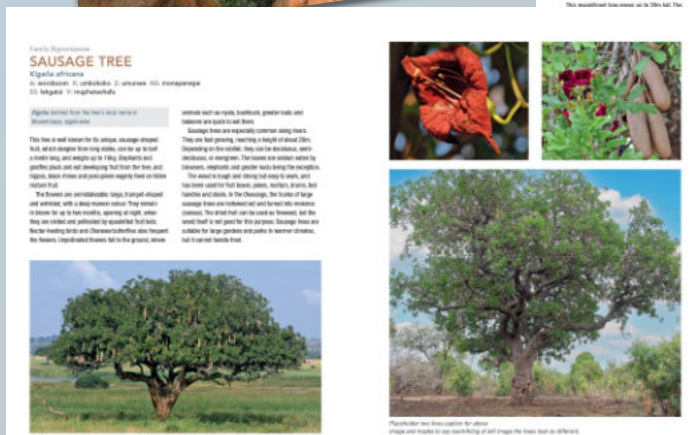 This magnificent tree grows up to 20m tall. The
Family Bignoniaceae
SAUSAGE TREE
Kigelia africana
A: worsboom X: umkoloko Z: umunwe NS: monepenepe
SS: lekgatsi V: muphatavhafu
Kigelia derived from the tree's local name in
Mozambique, kigeli-keia
This tree is well known for its unique, sausage-shaped
fruit, which dangles from long stalks, can be up to half
a metre long, and weighs up to 10kg. Elephants and
giraffes pluck and eat developing fruit from the tree, and
hippos, black rhinos and porcupines eagerly feed on fallen
mature fruit.
The flowers are unmistakeable: large, trumpet-shaped
and wrinkled, with a deep maroon colour. They remain
in bloom for up to two months, opening at night, when
they are visited and pollinated by epauletted fruit bats.
Nectar-feeding birds and Charaxes butterflies also frequent
the flowers. Unpollinated flowers fall to the ground, where
animals such as nyala, bushbuck, greater kudu and
baboons are quick to eat them.
Sausage trees are especially common along rivers.
They are fast growing, reaching a height of about 20m.
Depending on the rainfall, they can be deciduous, semi-
deciduous, or evergreen. The leaves are seldom eaten by
browsers, elephants and greater kudu being the exception.
The wood is tough and strong but easy to work, and
has been used for fruit boxes, yokes, mortars, drums, tool
handles and stools. In the Okavango, the trunks of large
sausage trees are hollowed out and turned into mekoros
(canoes). The dried fruit can be used as firewood, but the
wood itself is not good for this purpose. Sausage trees are
suitable for large gardens and parks in warmer climates,
but it cannot handle frost.
Placeholder two lines caption for above
image and maybe to say something of left image the trees look so different.